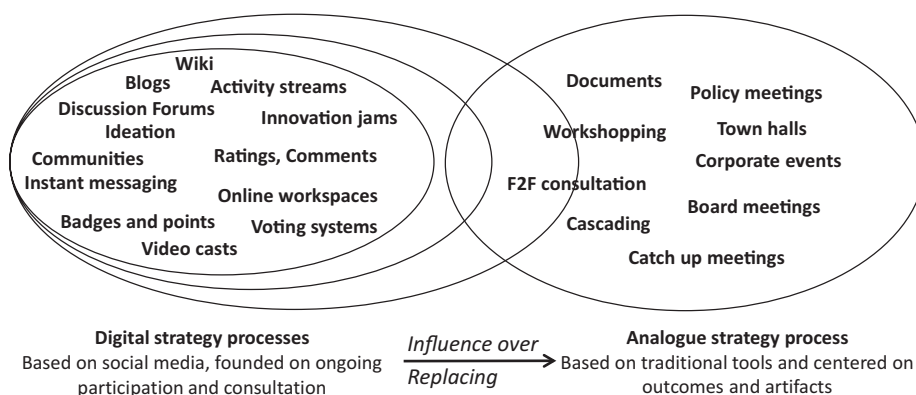 Wiki
Blogs
Activity streams
Discussion Forums
Innovation jams
Ideation
Communities
Ratings, Comments
Instant messaging
Online workspaces
Badges and points
Voting systems
Video casts
Documents
Policy meetings
Workshopping
Town halls
Corporate events
F2F consultation
Board meetings
Cascading
Catch up meetings
Digital strategy processes
Based on social media, founded on ongoing
participation and consultation
Influence over
Replacing
Analogue strategy process
Based on traditional tools and centered on
outcomes and artifacts